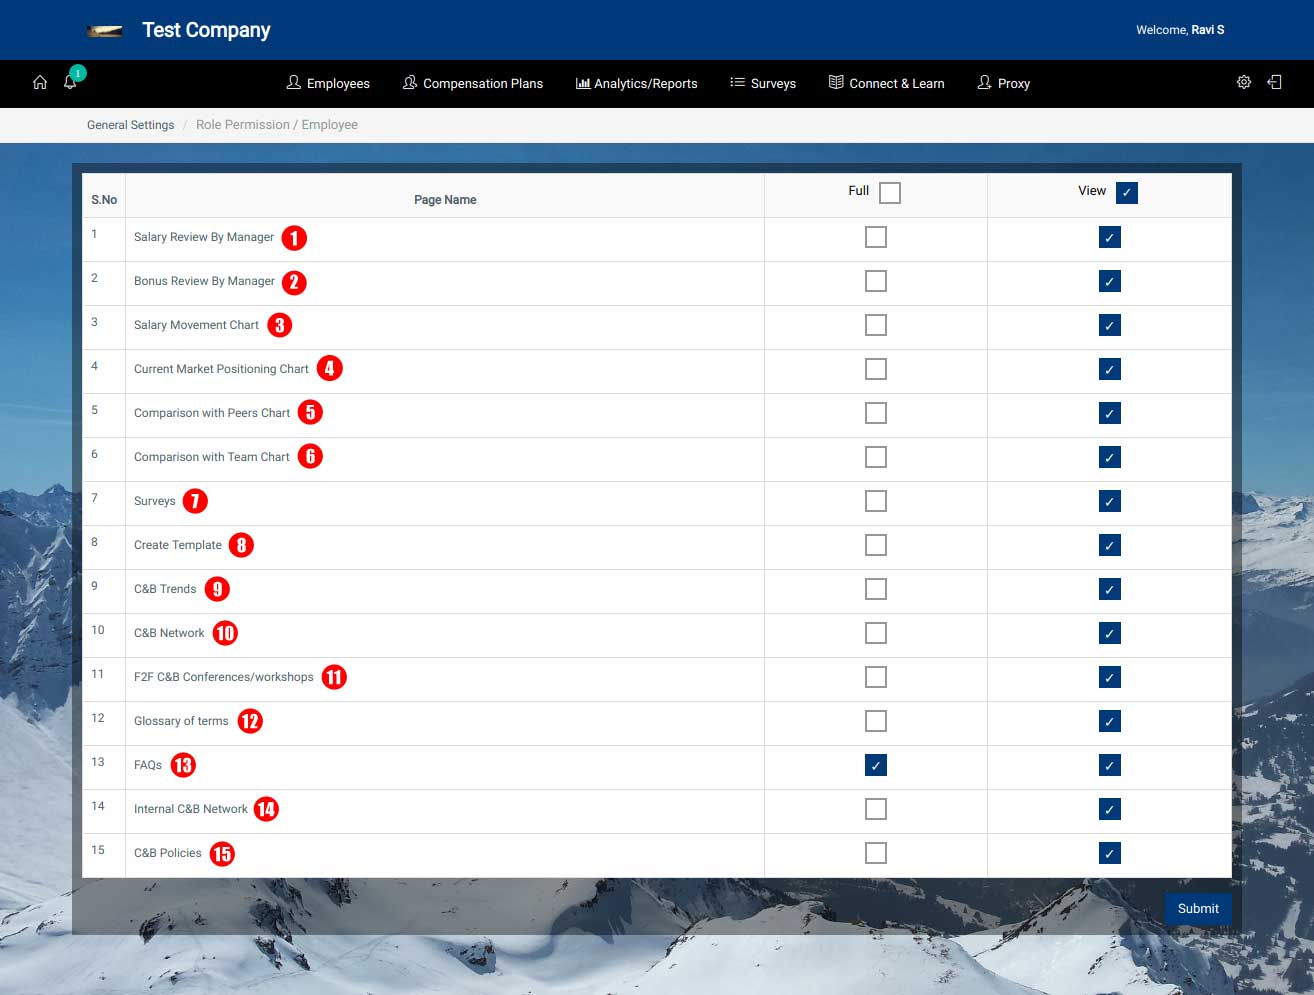 Test Company
Welcome, Ravi S
1
Employees
Compensation Plans
Analytics/Reports
Surveys
Connect & Learn
Proxy
General Settings / Role Permission / Employee
S.No Page Name Full View
1 Salary Review By Manager 1
2 Bonus Review By Manager 2
3 Salary Movement Chart 3
4 Current Market Positioning Chart 4
5 Comparison with Peers Chart 5
6 Comparison with Team Chart 6
7 Surveys 7
8 Create Template 8
9 C&B Trends 9
10 C&B Network 10
11 F2F C&B Conferences/workshops 11
12 Glossary of terms 12
13 FAQs 13
14 Internal C&B Network 14
15 C&B Policies 15
Submit